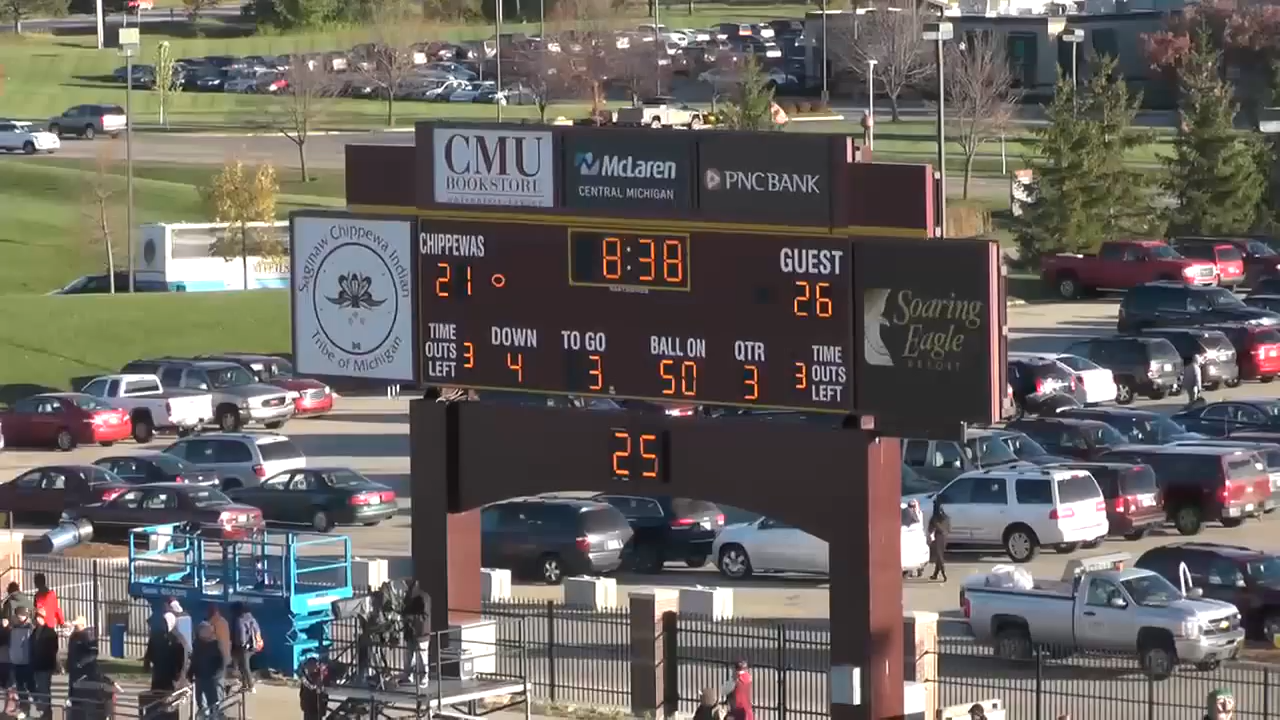 CMU
BOOKSTORE
McLaren
CENTRAL MICHIGAN
PNC BANK
Saginaw Chippewa Indian
Tribe of Michigan
CHIPPEWAS
21
8:38
GUEST
26
TIME
OUTS
LEFT
3
DOWN
4
TO GO
3
BALL ON
50
QTR
3
3
TIME
OUTS
LEFT
Soaring
Eagle
RESORT
25